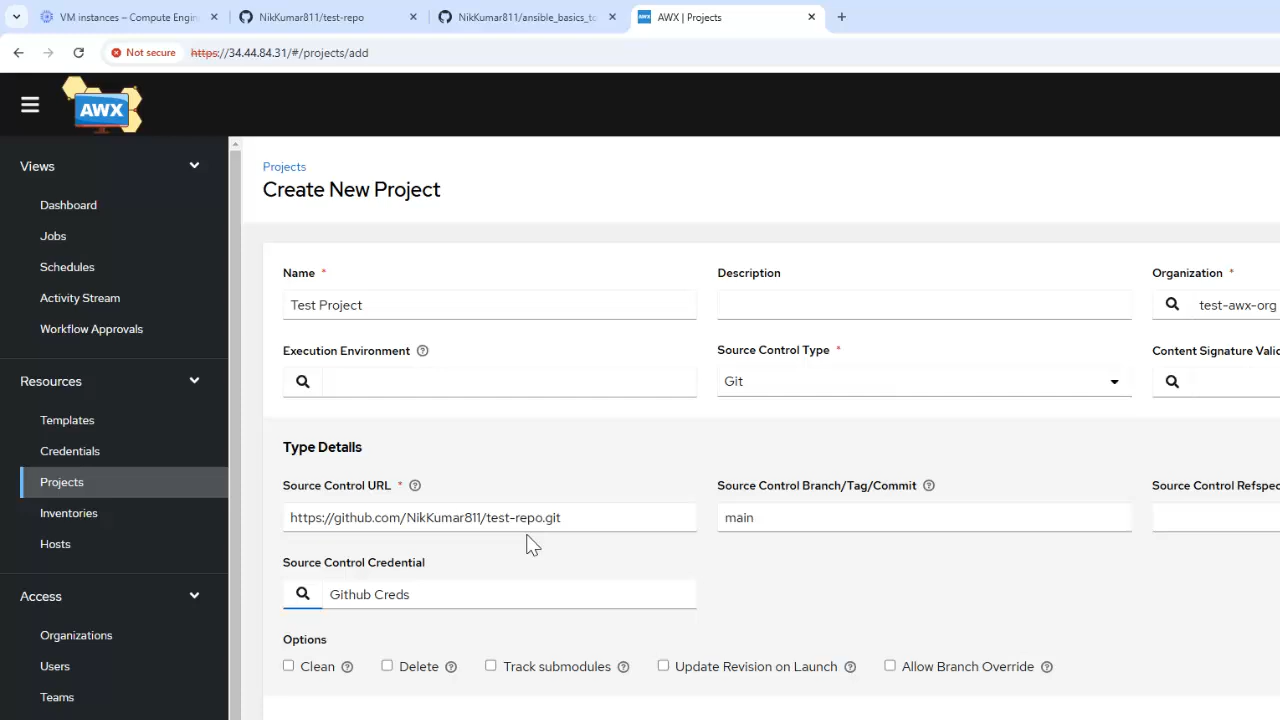 VM instances – Compute Engin
NikKumar811/test-repo
NikKumar811/ansible_basics_to
AWX | Projects
Not secure
https://34.44.84.31/#/projects/add
AWX
Views
Dashboard
Jobs
Schedules
Activity Stream
Workflow Approvals
Resources
Templates
Credentials
Projects
Inventories
Hosts
Access
Organizations
Users
Teams
Projects
Create New Project
Name *
Description
Organization *
Test Project
test-awx-org
Execution Environment
Source Control Type *
Content Signature Valid
Git
Type Details
Source Control URL *
Source Control Branch/Tag/Commit
Source Control Refspec
https://github.com/NikKumar811/test-repo.git
main
Source Control Credential
Github Creds
Options
Clean
Delete
Track submodules
Update Revision on Launch
Allow Branch Override